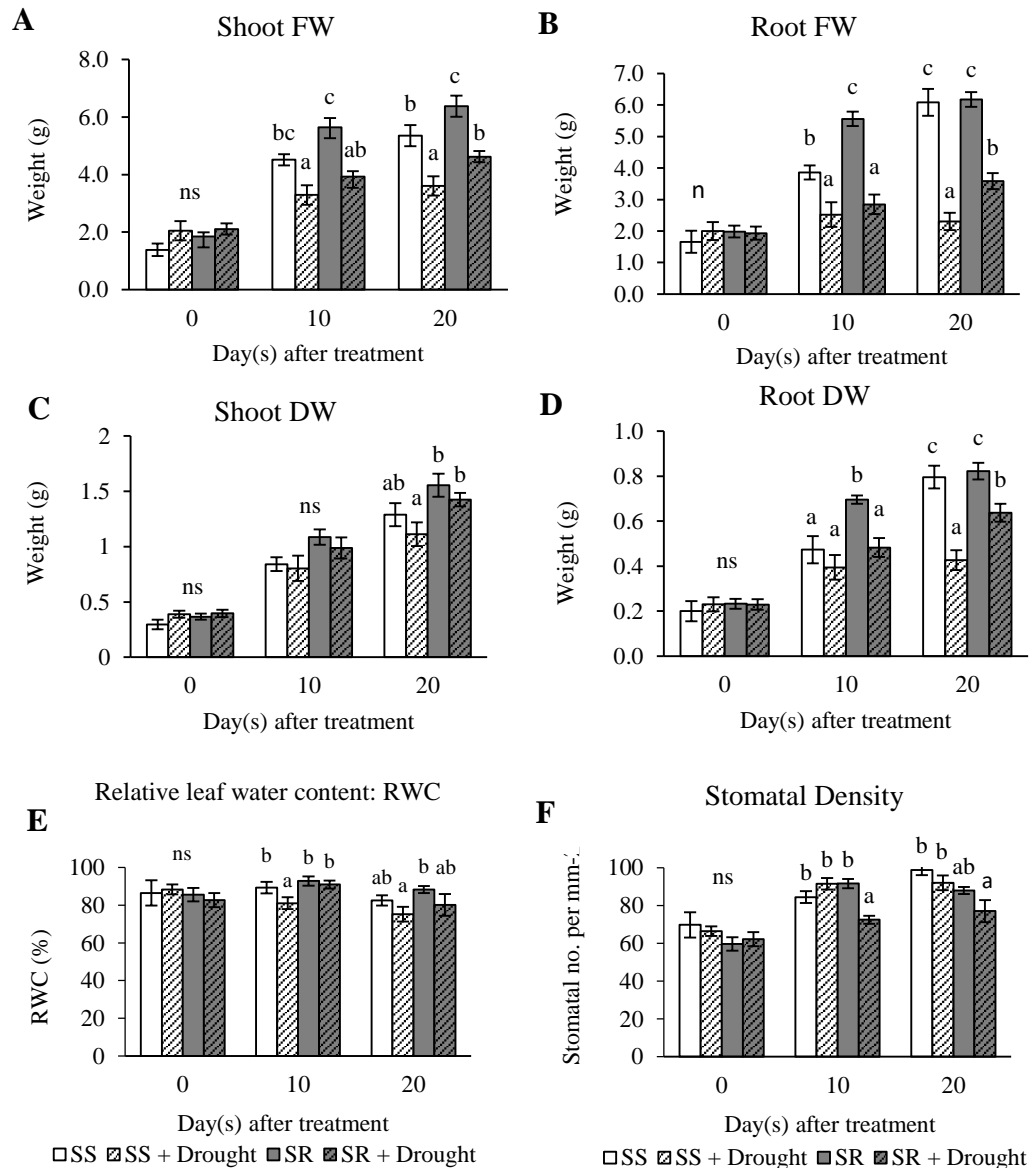 A
Shoot FW
8.0
6.0
4.0
2.0
0.0
Weight (g)
ns
bc
a
c
ab
b
a
c
b
0
10
20
Day(s) after treatment
B
Root FW
7.0
6.0
5.0
4.0
3.0
2.0
1.0
0.0
Weight (g)
n
b
a
c
a
c
a
c
b
0
10
20
Day(s) after treatment
C
Shoot DW
2
1.5
1
0.5
0
Weight (g)
ns
ns
ab
a
b
b
0
10
20
Day(s) after treatment
D
Root DW
1.0
0.8
0.6
0.4
0.2
0.0
Weight (g)
ns
a
a
b
a
c
a
c
b
0
10
20
Day(s) after treatment
Relative leaf water content: RWC
E
100
80
60
40
20
0
RWC (%)
ns
b
a
b
b
ab
a
b
ab
0
10
20
Day(s) after treatment
SS SS + Drought SR SR + Drought
Stomatal Density
F
100
80
60
40
20
0
Stomatal no. per mm-
ns
b
b
b
a
b
b
ab
a
0
10
20
Day(s) after treatment
SS SS + Drought SR SR + Drought